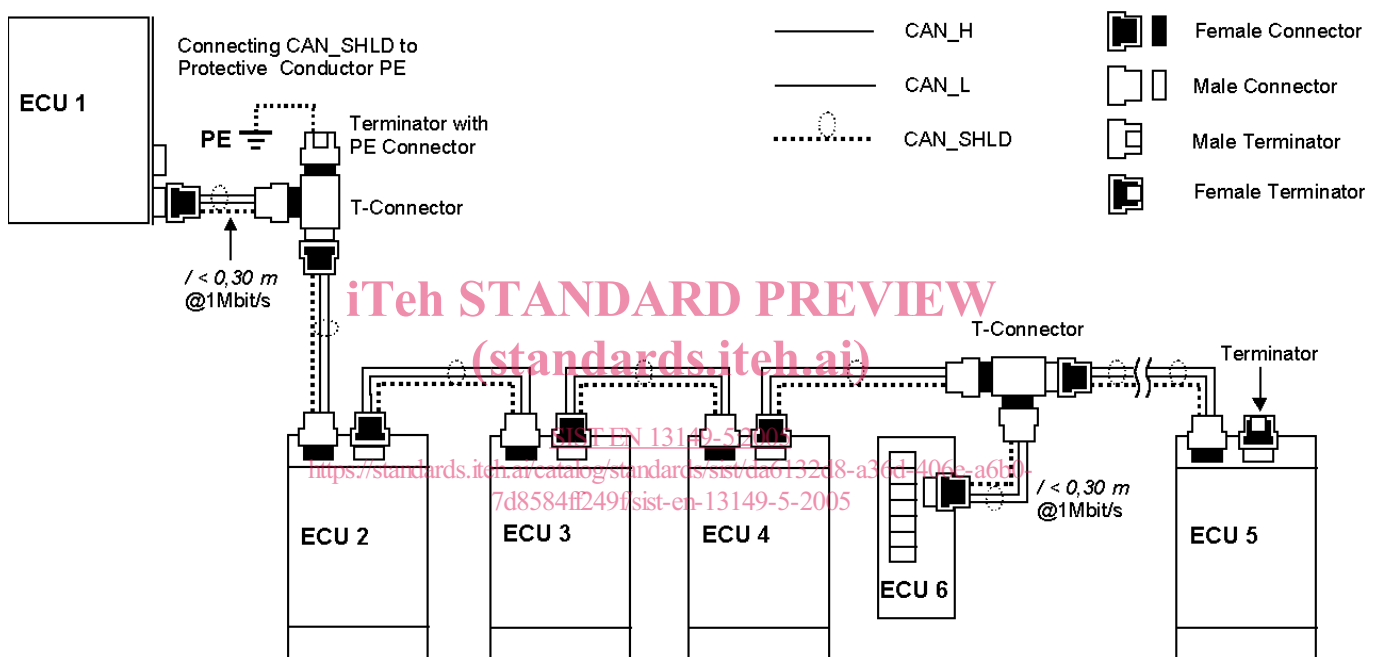 Connecting CAN_SHLD to
Protective Conductor PE
ECU 1
PE
Terminator with
PE Connector
T-Connector
l < 0,30 m
@1Mbit/s
CAN_H
CAN_L
CAN_SHLD
Female Connector
Male Connector
Male Terminator
Female Terminator
iTeh STANDARD PREVIEW
(standards.iteh.ai)
T-Connector
Terminator
SIST EN 13149-5:2005
https://standards.iteh.ai/catalog/standards/sist/da6132d8-a36d-406e-a6b0-
7d8584ff249f/sist-en-13149-5-2005
l < 0,30 m
@1Mbit/s
ECU 2
ECU 3
ECU 4
ECU 5
ECU 6